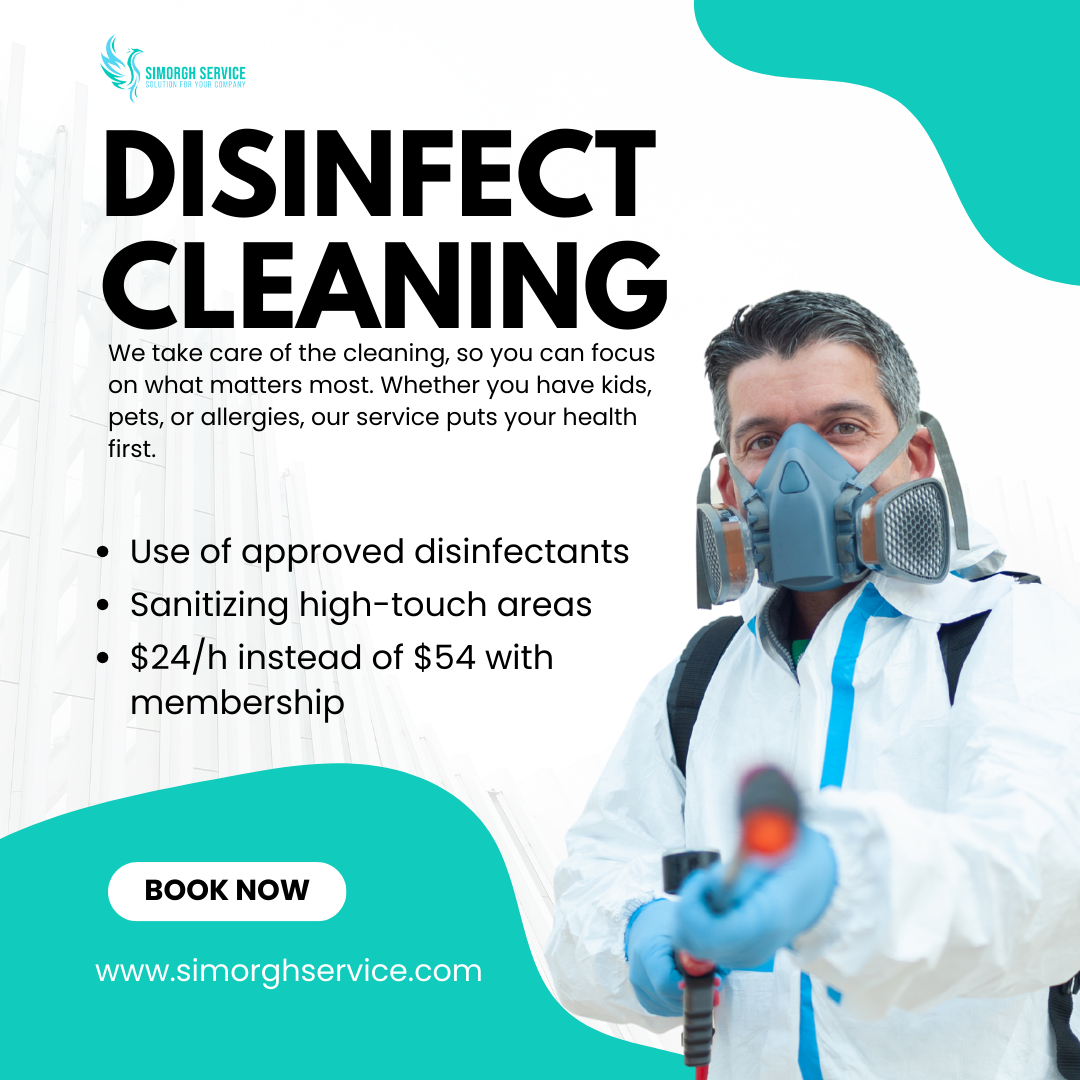 SIMORGH SERVICE
SOLUTION FOR YOUR COMPANY
DISINFECT
CLEANING
We take care of the cleaning, so you can focus
on what matters most. Whether you have kids,
pets, or allergies, our service puts your health
first.
• Use of approved disinfectants
• Sanitizing high-touch areas
• $24/h instead of $54 with
membership
BOOK NOW
www.simorghservice.com